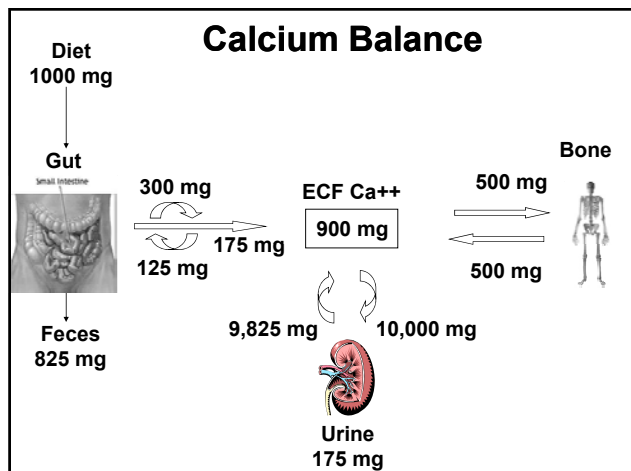 Calcium Balance
Diet
1000 mg
Gut
Small Intestine
300 mg
175 mg
125 mg
Feces
825 mg
ECF Ca++
900 mg
Bone
500 mg
500 mg
9,825 mg
10,000 mg
Urine
175 mg